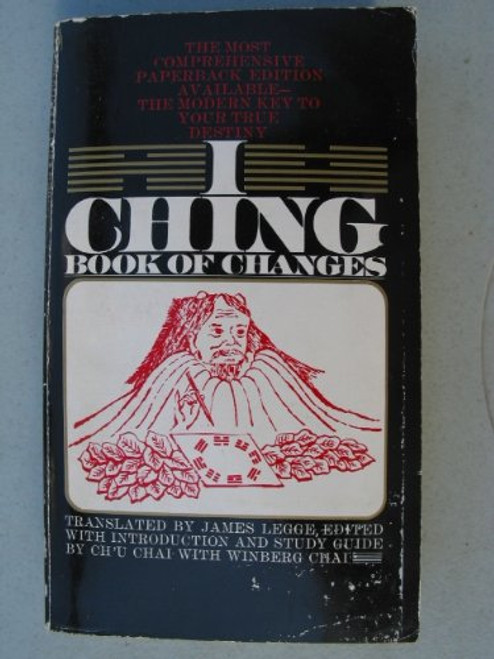 THE MOST
COMPREHENSIVE
PAPERBACK EDITION
AVAILABLE—
THE MODERN KEY TO
YOUR TRUE
DESTINY
I
CHING
BOOK OF CHANGES
TRANSLATED BY JAMES LEGGE, EDITED
WITH INTRODUCTION AND STUDY GUIDE
BY CH'U CHAI WITH WINBERG CHAI